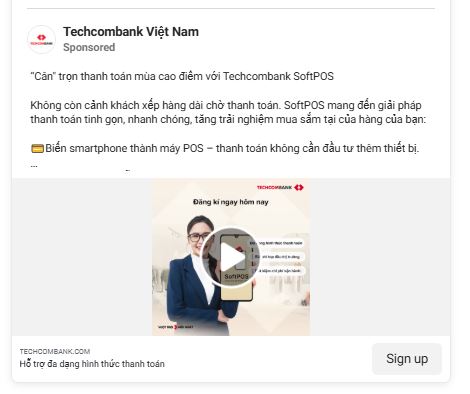 TECHCOMBANK
Techcombank Việt Nam
Sponsored
“Cân” trọn thanh toán mùa cao điểm với Techcombank SoftPOS
Không còn cảnh khách xếp hàng dài chờ thanh toán. SoftPOS mang đến giải pháp
thanh toán tinh gọn, nhanh chóng, tăng trải nghiệm mua sắm tại cửa hàng của bạn:
💳Biến smartphone thành máy POS – thanh toán không cần đầu tư thêm thiết bị.
...
TECHCOMBANK
Đăng kí ngay hôm nay
hình thức thanh toán
SoftPOS
TECHCOMBANK.COM
Hỗ trợ đa dạng hình thức thanh toán
Sign up